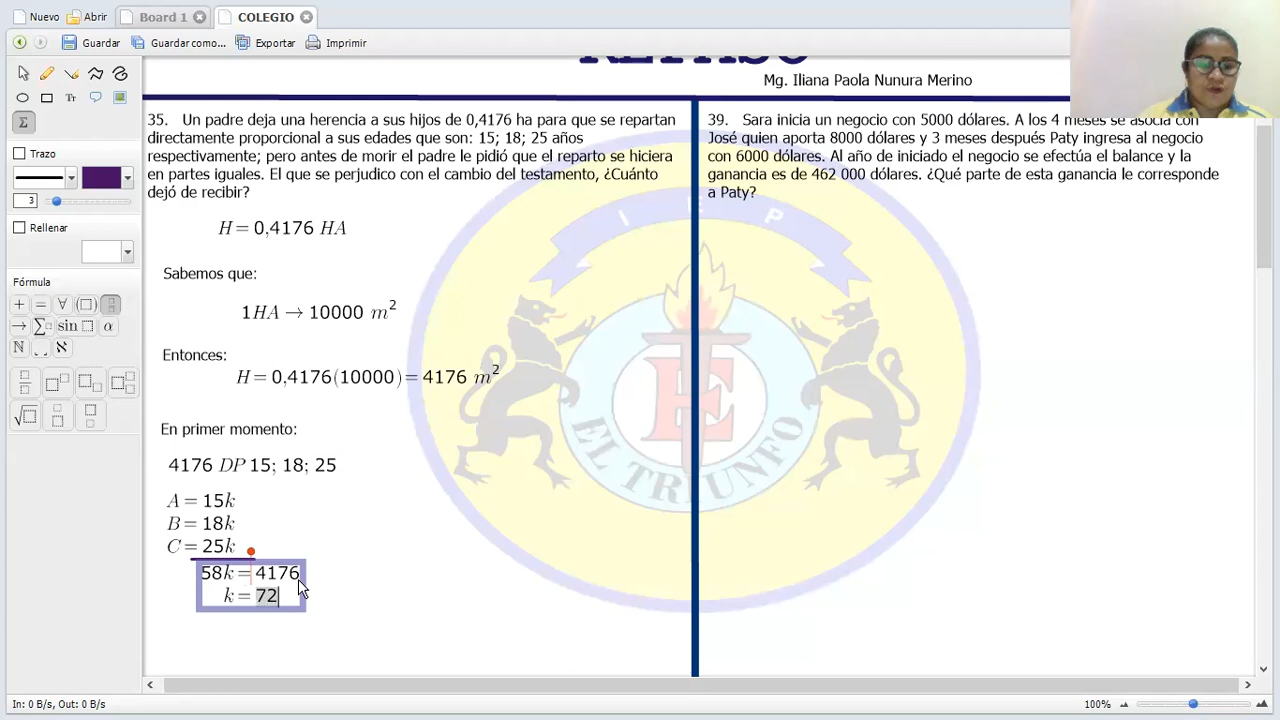 Nuevo Abrir Board 1 COLEGIO
Guardar Guardar como... Exportar Imprimir
REPASO
Mg. Iliana Paola Nunura Merino
Tr
Σ
Trazo
3
Rellenar
Fórmula
35. Un padre deja una herencia a sus hijos de 0,4176 ha para que se repartan
directamente proporcional a sus edades que son: 15; 18; 25 años
respectivamente; pero antes de morir el padre le pidió que el reparto se hiciera
en partes iguales. El que se perjudico con el cambio del testamento, ¿Cuánto
dejó de recibir?
H = 0,4176 HA
Sabemos que:
1HA → 10000 m²
Entonces:
H = 0,4176(10000) = 4176 m²
En primer momento:
4176 DP 15; 18; 25
A = 15k
B = 18k
C = 25k
58k = 4176
k = 72
39. Sara inicia un negocio con 5000 dólares. A los 4 meses se asocia con
José quien aporta 8000 dólares y 3 meses después Paty ingresa al negocio
con 6000 dólares. Al año de iniciado el negocio se efectúa el balance y la
ganancia es de 462 000 dólares. ¿Qué parte de esta ganancia le corresponde
a Paty?
I E P
EL TRIUNFO
In: 0 B/s, Out: 0 B/s
100%